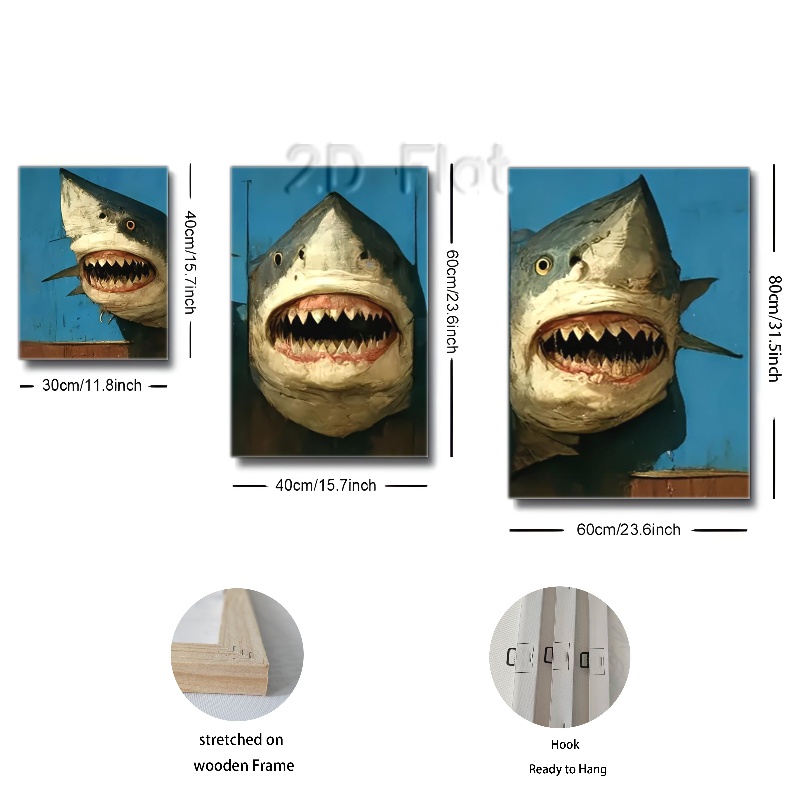 2D Flat
40cm/15.7inch
30cm/11.8inch
60cm/23.6inch
40cm/15.7inch
80cm/31.5inch
60cm/23.6inch
stretched on
wooden Frame
Hook
Ready to Hang